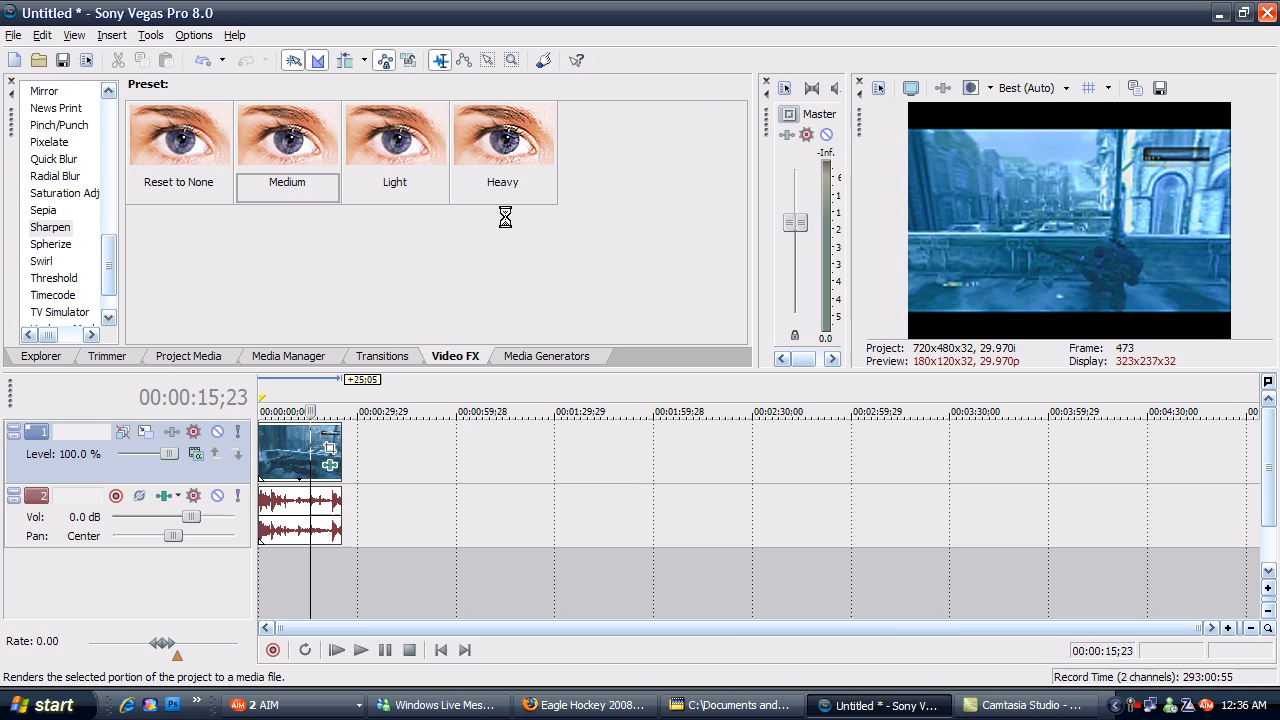 Untitled * - Sony Vegas Pro 8.0
File Edit View Insert Tools Options Help
Mirror
News Print
Pinch/Punch
Pixelate
Quick Blur
Radial Blur
Saturation Adj
Sepia
Sharpen
Spherize
Swirl
Threshold
Timecode
TV Simulator
Preset:
Reset to None Medium Light Heavy
Explorer Trimmer Project Media Media Manager Transitions Video FX Media Generators
Master
-Inf.
6
1
1
1
2
2
3
3
4
4
5
0.0
Best (Auto)
Project: 720x480x32, 29.970i Frame: 473
Preview: 180x120x32, 29.970p Display: 323x237x32
00:00:15;23
+25;05
00:00:00;0 00:00:29;29 00:00:59;28 00:01:29;29 00:01:59;28 00:02:30;00 00:02:59;29 00:03:30;00 00:03:59;29 00:04:30;00 00
1
Level: 100.0 %
2
Vol: 0.0 dB
Pan: Center
Rate: 0.00
00:00:15;23
Renders the selected portion of the project to a media file.
Record Time (2 channels): 293:00:55
start
2 AIM
Windows Live Mes...
Eagle Hockey 2008...
C:\Documents and...
Untitled * - Sony V...
Camtasia Studio - ...
12:36 AM